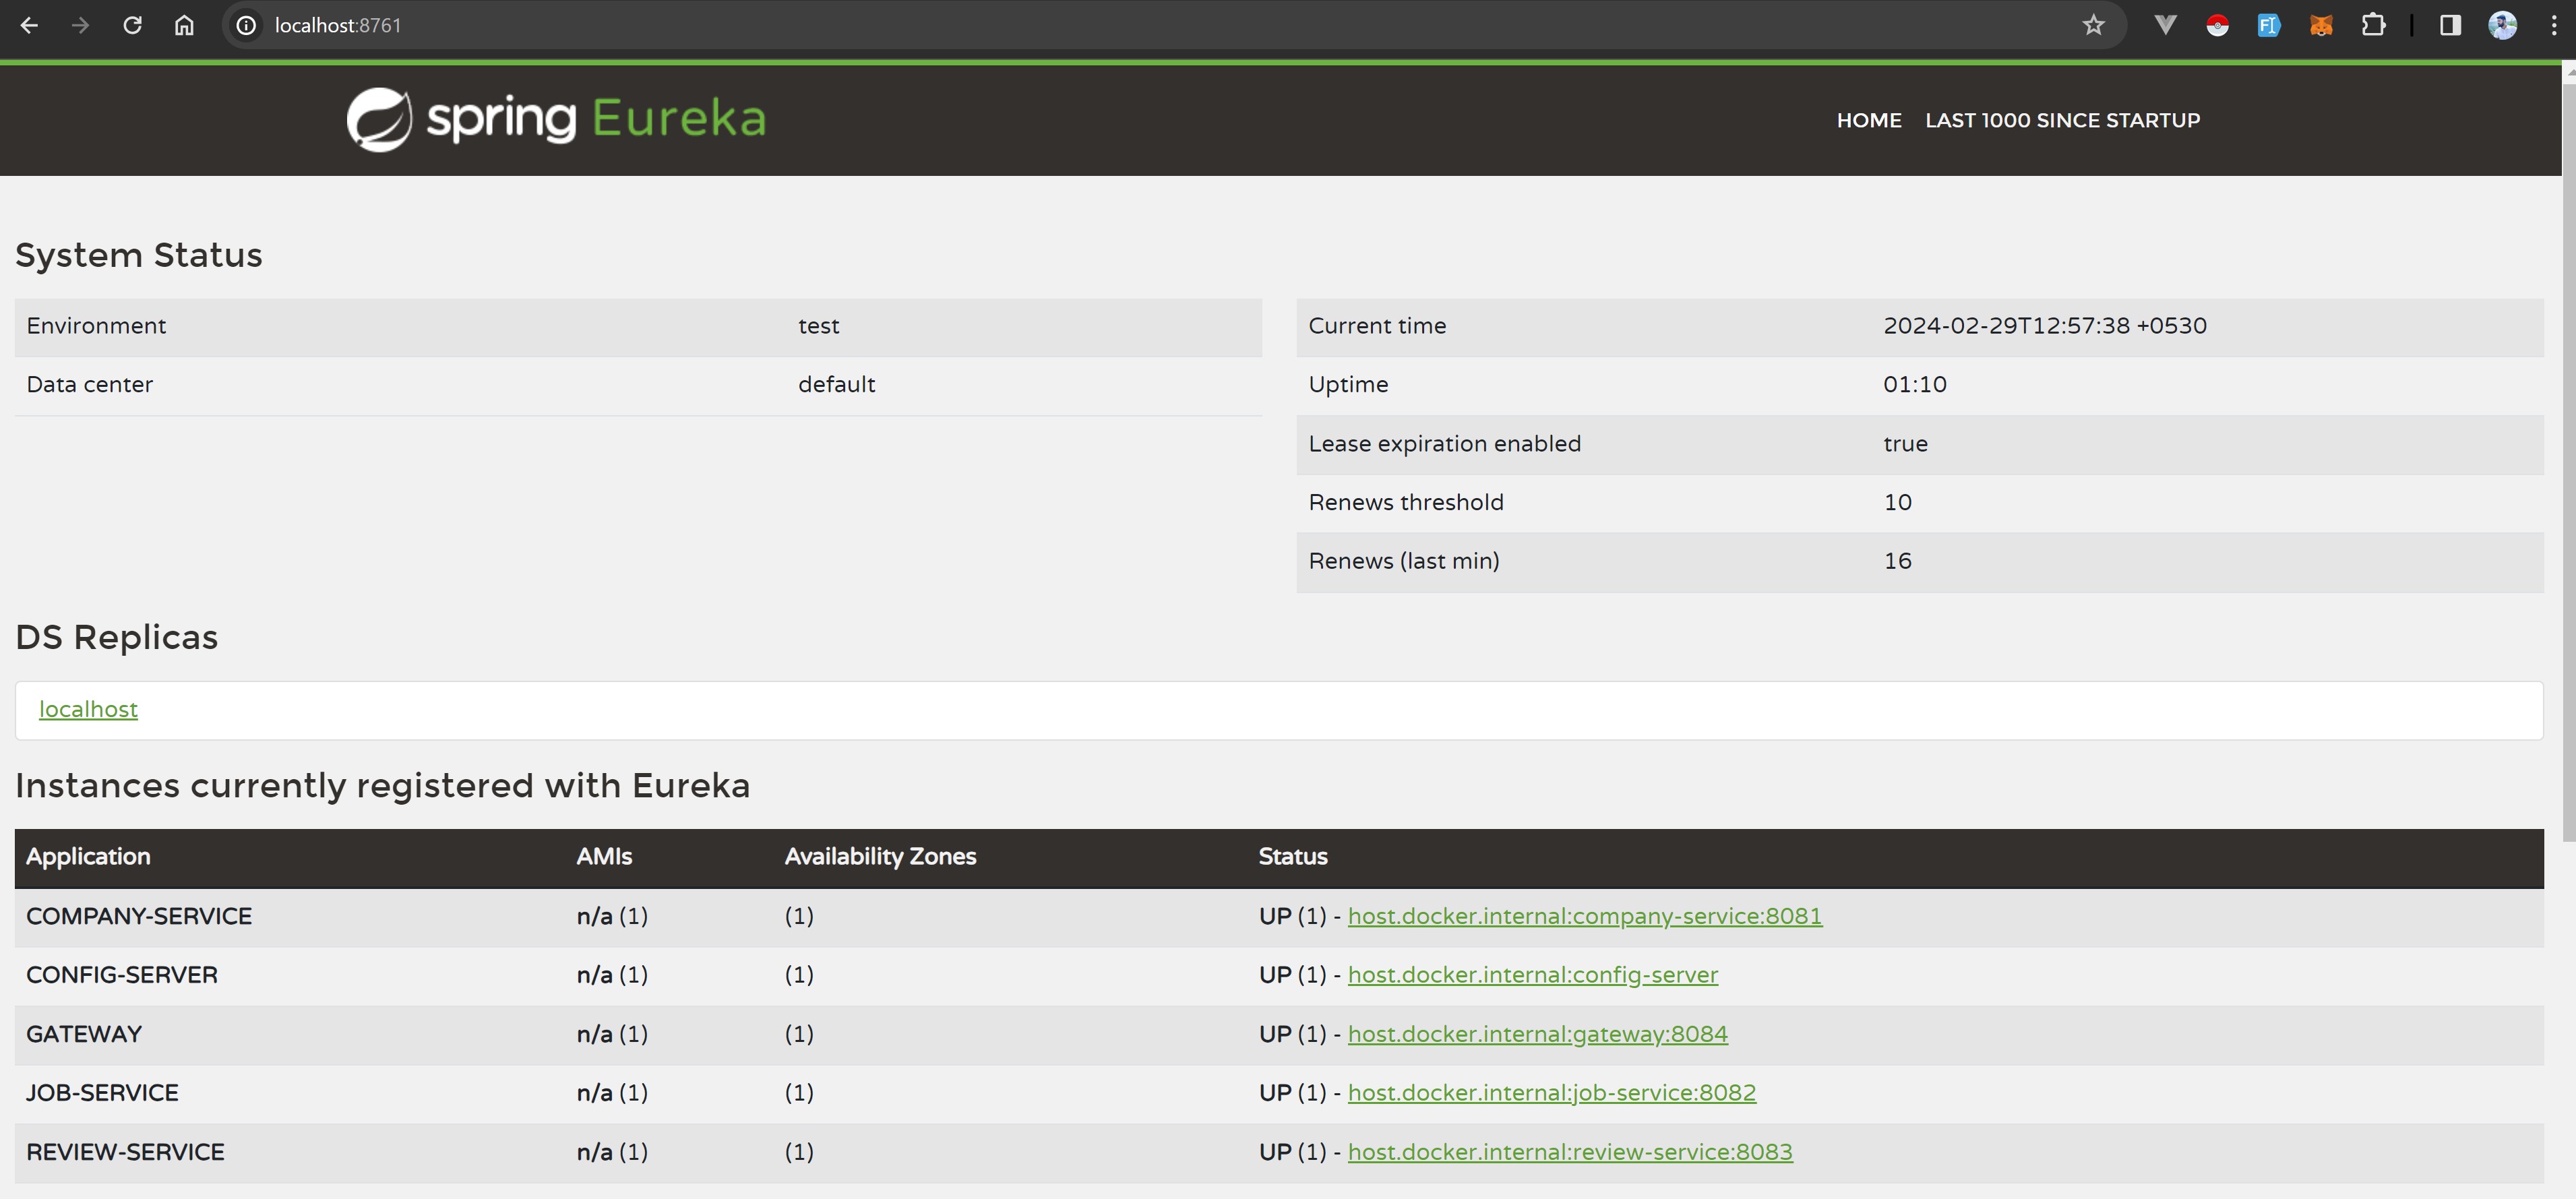 localhost:8761
spring Eureka
HOME LAST 1000 SINCE STARTUP
System Status
Environment test
Data center default
Current time 2024-02-29T12:57:38 +0530
Uptime 01:10
Lease expiration enabled true
Renews threshold 10
Renews (last min) 16
DS Replicas
localhost
Instances currently registered with Eureka
Application AMIs Availability Zones Status
COMPANY-SERVICE n/a (1) (1) UP (1) - host.docker.internal:company-service:8081
CONFIG-SERVER n/a (1) (1) UP (1) - host.docker.internal:config-server
GATEWAY n/a (1) (1) UP (1) - host.docker.internal:gateway:8084
JOB-SERVICE n/a (1) (1) UP (1) - host.docker.internal:job-service:8082
REVIEW-SERVICE n/a (1) (1) UP (1) - host.docker.internal:review-service:8083